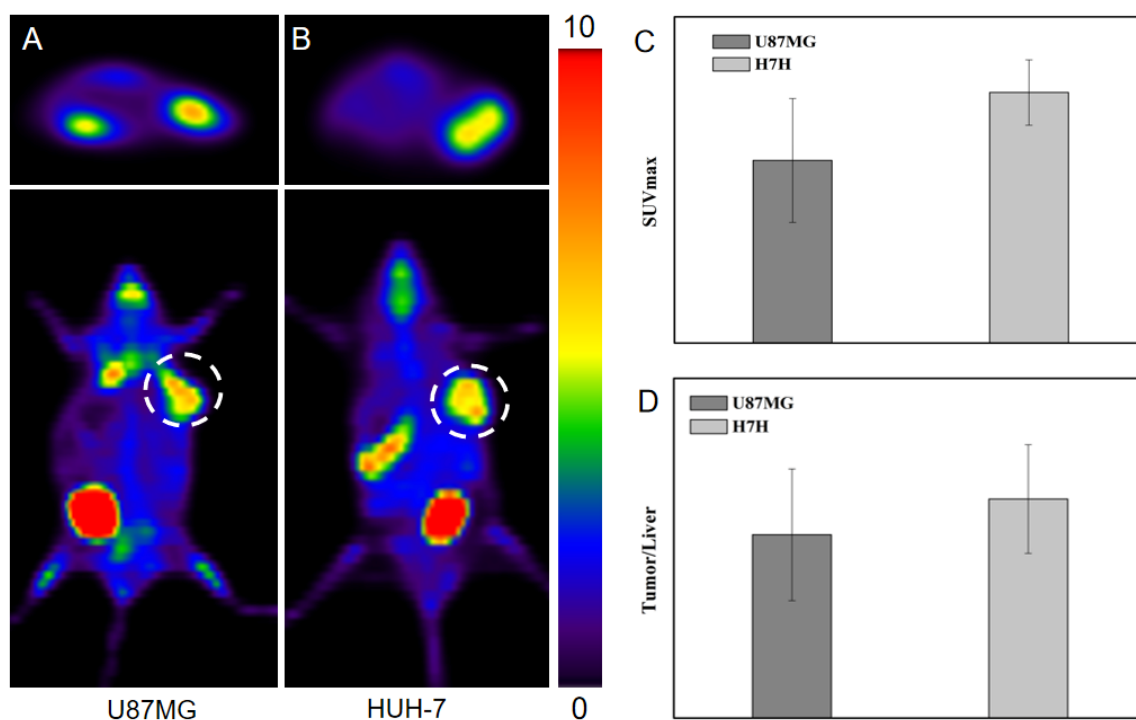 A
B
10
0
U87MG
HUH-7
C
U87MG
H7H
SUVmax
D
U87MG
H7H
Tumor/Liver